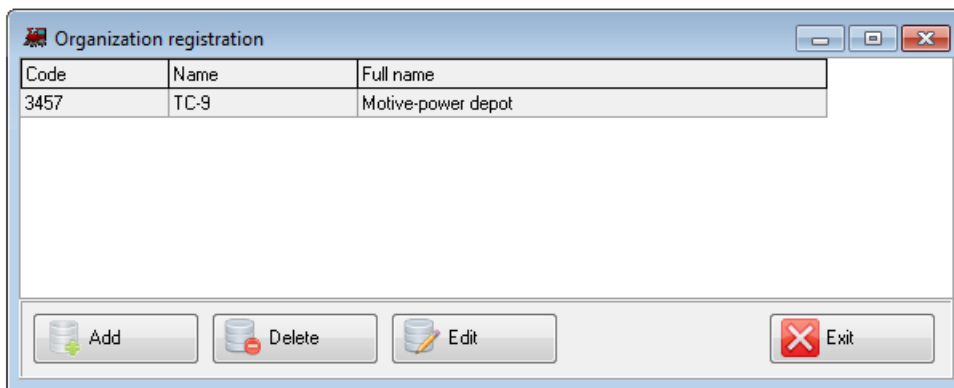 Organization registration
Code Name Full name
3457 TC-9 Motive-power depot
Add Delete Edit Exit